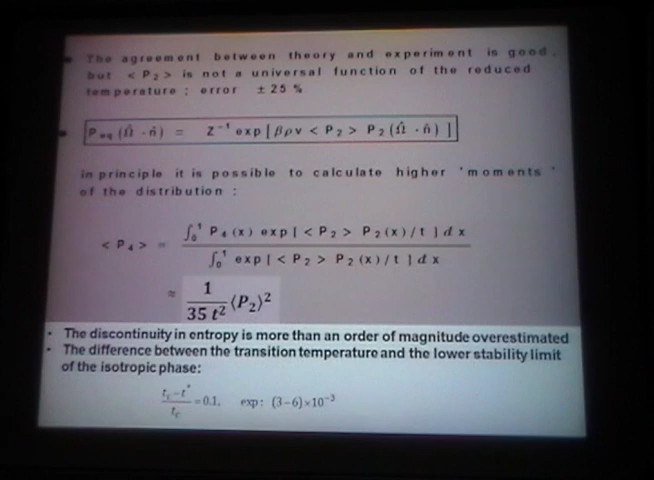 • The agreement between theory and experiment is good,
but < P₂ > is not a universal function of the reduced
temperature ; error ± 25 %
• Pₑq (Ω̂ · n̂) = Z⁻¹ exp [ βρv < P₂ > P₂ (Ω̂ · n̂) ]
in principle it is possible to calculate higher 'moments'
of the distribution :
< P₄ > = ∫₀¹ P₄ (x) exp [ < P₂ > P₂ (x) / t ] d x
∫₀¹ exp [ < P₂ > P₂ (x) / t ] d x
≈ 1
35 t² ⟨P₂⟩²
• The discontinuity in entropy is more than an order of magnitude overestimated
• The difference between the transition temperature and the lower stability limit
of the isotropic phase:
t_c - t* / t_c = 0.1, exp: (3-6)×10⁻³